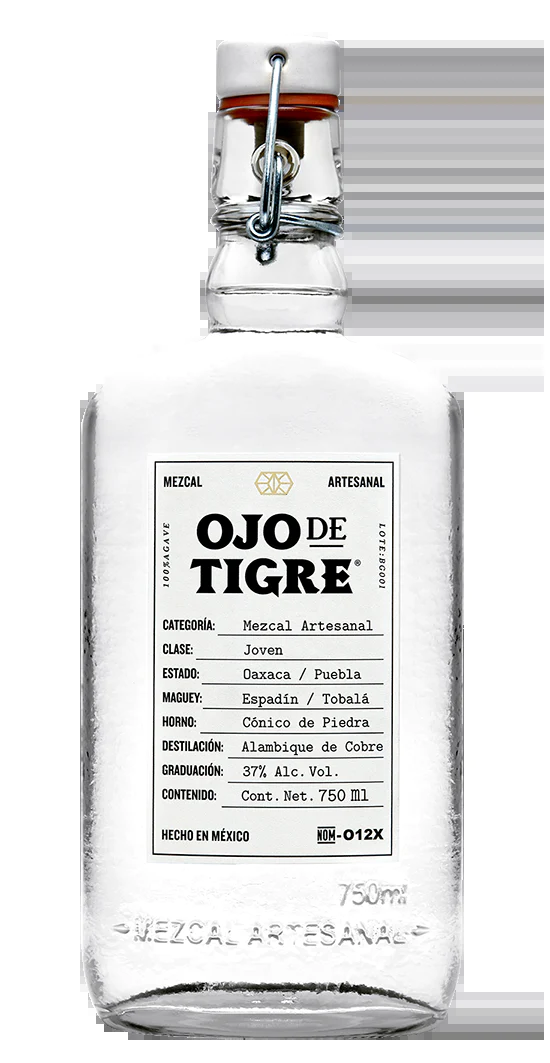 MEZCAL ARTESANAL
OJO DE
TIGRE®
100% AGAVE
LOTE: BG001
CATEGORÍA: Mezcal Artesanal
CLASE: Joven
ESTADO: Oaxaca / Puebla
MAGUEY: Espadín / Tobalá
HORNO: Cónico de Piedra
DESTILACIÓN: Alambique de Cobre
GRADUACIÓN: 37% Alc. Vol.
CONTENIDO: Cont. Net. 750 ml
HECHO EN MÉXICO NOM-O12X
750ml
MEZCAL ARTESANAL